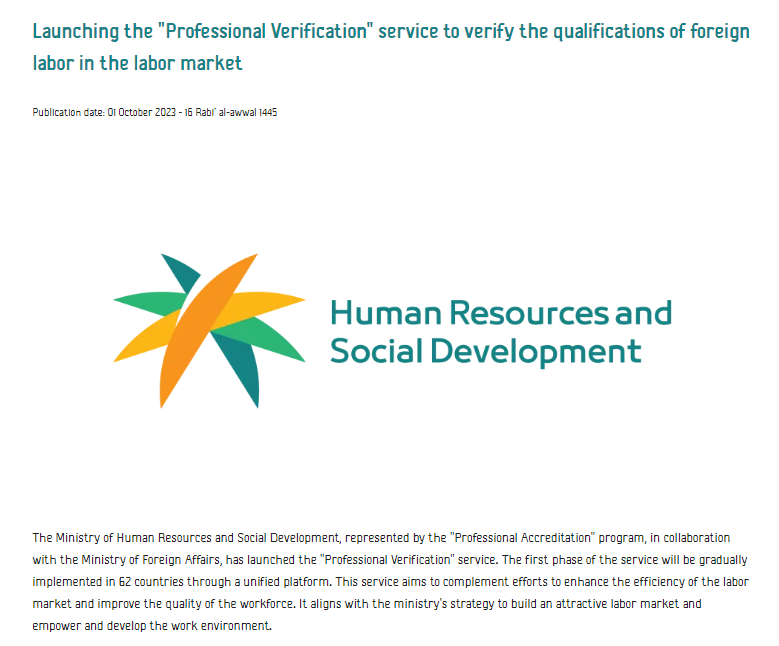 Launching the "Professional Verification" service to verify the qualifications of foreign
labor in the labor market
Publication date: 01 October 2023 - 16 Rabi' al-awwal 1445
Human Resources and
Social Development
The Ministry of Human Resources and Social Development, represented by the "Professional Accreditation" program, in collaboration
with the Ministry of Foreign Affairs, has launched the "Professional Verification" service. The first phase of the service will be gradually
implemented in 62 countries through a unified platform. This service aims to complement efforts to enhance the efficiency of the labor
market and improve the quality of the workforce. It aligns with the ministry's strategy to build an attractive labor market and
empower and develop the work environment.